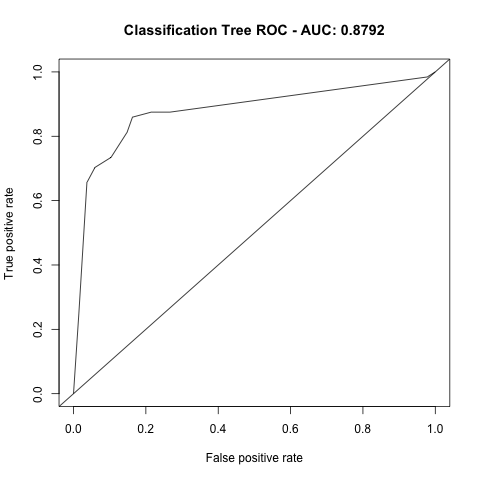 Classification Tree ROC - AUC: 0.8792
True positive rate
1.0
0.8
0.6
0.4
0.2
0.0
0.0 0.2 0.4 0.6 0.8 1.0
False positive rate